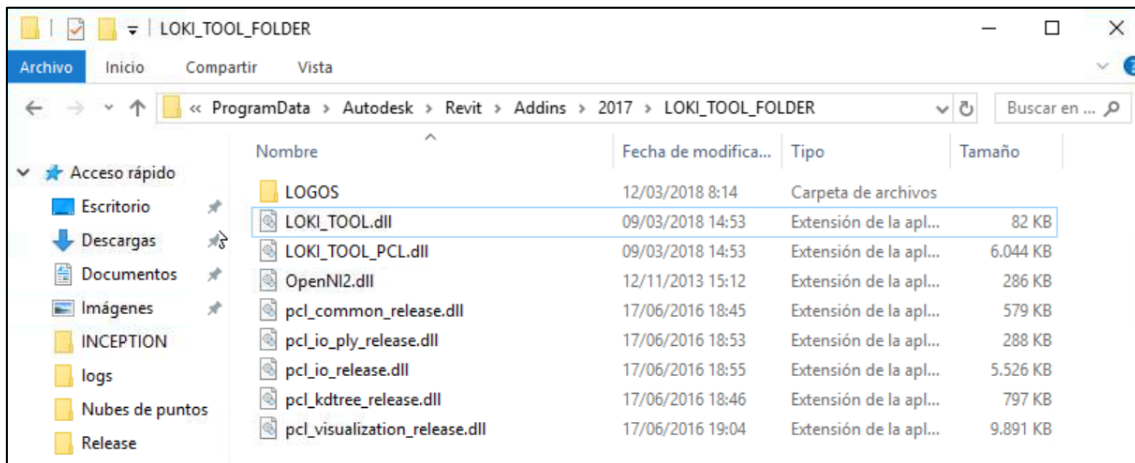 LOKI_TOOL_FOLDER
Archivo Inicio Compartir Vista
« ProgramData > Autodesk > Revit > Addins > 2017 > LOKI_TOOL_FOLDER Buscar en ...
Nombre Fecha de modifica... Tipo Tamaño
Acceso rápido
LOGOS 12/03/2018 8:14 Carpeta de archivos
Escritorio
LOKI_TOOL.dll 09/03/2018 14:53 Extensión de la apl... 82 KB
Descargas
LOKI_TOOL_PCL.dll 09/03/2018 14:53 Extensión de la apl... 6.044 KB
Documentos
OpenNI2.dll 12/11/2013 15:12 Extensión de la apl... 286 KB
Imágenes
pcl_common_release.dll 17/06/2016 18:45 Extensión de la apl... 579 KB
INCEPTION
pcl_io_ply_release.dll 17/06/2016 18:53 Extensión de la apl... 288 KB
logs
pcl_io_release.dll 17/06/2016 18:55 Extensión de la apl... 5.526 KB
Nubes de puntos
pcl_kdtree_release.dll 17/06/2016 18:46 Extensión de la apl... 797 KB
Release
pcl_visualization_release.dll 17/06/2016 19:04 Extensión de la apl... 9.891 KB